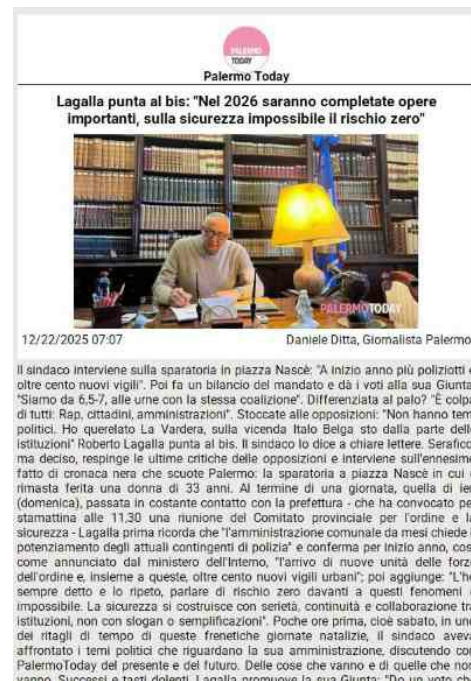 PALERMO
TODAY
Palermo Today
Lagalla punta al bis: "Nel 2026 saranno completate opere
importanti, sulla sicurezza impossibile il rischio zero"
PALERMOTODAY
12/22/2025 07:07
Daniele Ditta, Giornalista Palermo
Il sindaco interviene sulla sparatoria in piazza Nascè: "A inizio anno più poliziotti e
oltre cento nuovi vigili". Poi fa un bilancio del mandato e dà i voti alla sua Giunta:
"Siamo da 6,5-7, alle urne con la stessa coalizione". Differenziata al palo? "È colpa
di tutti: Rap, cittadini, amministrazioni". Stoccate alle opposizioni: "Non hanno temi
politici. Ho querelato La Vardera, sulla vicenda Italo Belga sto dalla parte delle
istituzioni" Roberto Lagalla punta al bis. Il sindaco lo dice a chiare lettere. Serafico,
ma deciso, respinge le ultime critiche delle opposizioni e interviene sull'ennesimo
fatto di cronaca nera che scuote Palermo: la sparatoria a piazza Nascè in cui è
rimasta ferita una donna di 33 anni. Al termine di una giornata, quella di ieri
(domenica), passata in costante contatto con la prefettura - che ha convocato per
stamattina alle 11,30 una riunione del Comitato provinciale per l'ordine e la
sicurezza - Lagalla prima ricorda che "l'amministrazione comunale da mesi chiede il
potenziamento degli attuali contingenti di polizia" e conferma per inizio anno, così
come annunciato dal ministero dell'Interno, "l'arrivo di nuove unità delle forze
dell'ordine e, insieme a queste, oltre cento nuovi vigili urbani"; poi aggiunge: "L'ho
sempre detto e lo ripeto, parlare di rischio zero davanti a questi fenomeni è
impossibile. La sicurezza si costruisce con serietà, continuità e collaborazione tra
istituzioni, non con slogan o semplificazioni". Poche ore prima, cioè sabato, in uno
dei ritagli di tempo di queste frenetiche giornate natalizie, il sindaco aveva
affrontato i temi politici che riguardano la sua amministrazione, discutendo con
PalermoToday del presente e del futuro. Delle cose che vanno e di quelle che non
vanno. Successi e tasti dolenti. Lagalla promuove la sua Giunta: "Do un voto che